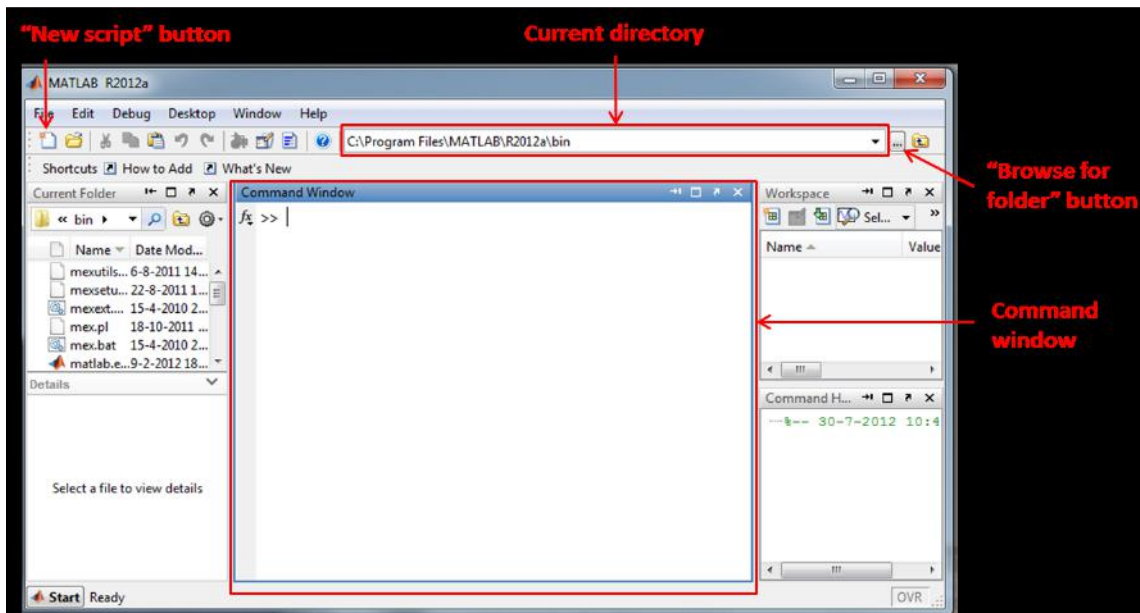 “New script” button
Current directory
MATLAB R2012a
File Edit Debug Desktop Window Help
C:\Program Files\MATLAB\R2012a\bin
...
“Browse for
folder” button
Shortcuts How to Add What's New
Current Folder
« bin
Name Date Mod...
mexutils... 6-8-2011 14...
mexsetu... 22-8-2011 1...
mexext.... 15-4-2010 2...
mex.pl 18-10-2011 ...
mex.bat 15-4-2010 2...
matlab.e... 9-2-2012 18...
Details
Select a file to view details
Command Window
fx >>
Workspace
Sel... »
Name Value
Command
window
Command H...
%-- 30-7-2012 10:4
Start Ready
OVR